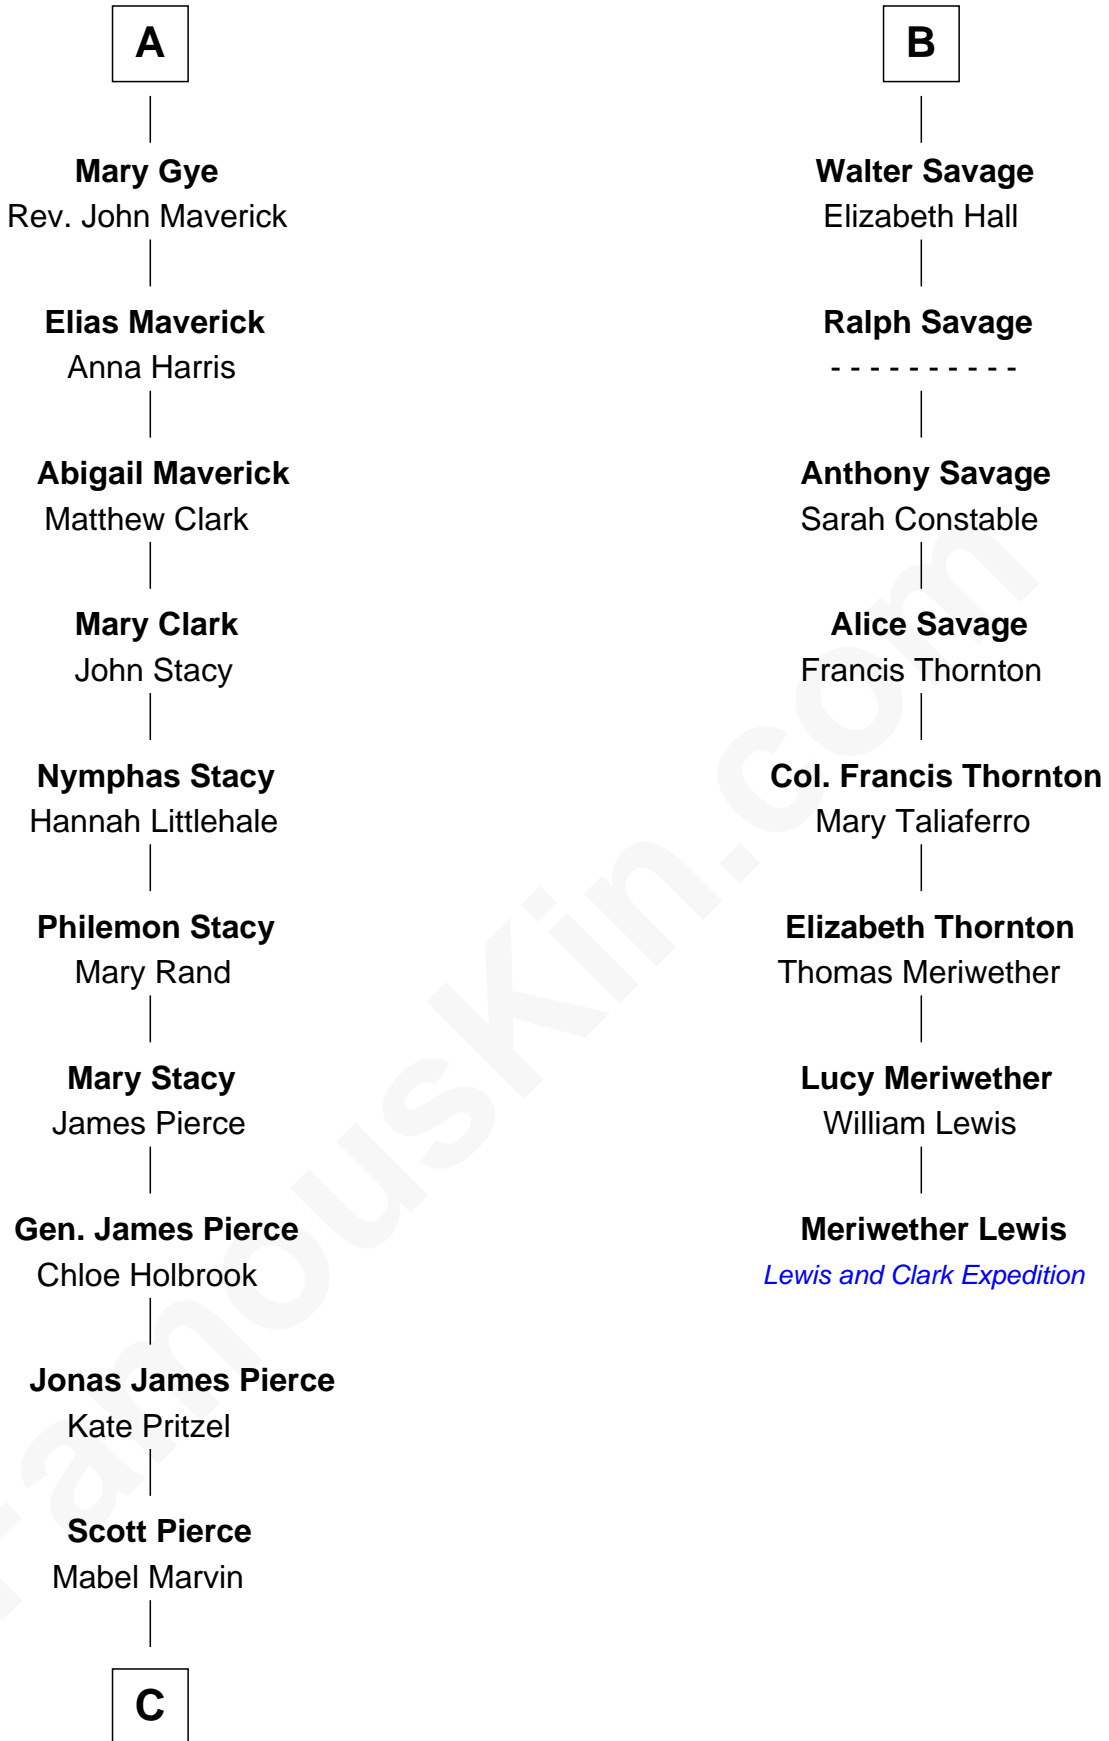 A
Mary Gye
Rev. John Maverick
Elias Maverick
Anna Harris
Abigail Maverick
Matthew Clark
Mary Clark
John Stacy
Nymphas Stacy
Hannah Littlehale
Philemon Stacy
Mary Rand
Mary Stacy
James Pierce
Gen. James Pierce
Chloe Holbrook
Jonas James Pierce
Kate Pritzel
Scott Pierce
Mabel Marvin
C
B
Walter Savage
Elizabeth Hall
Ralph Savage
- - - - - - - - - -
Anthony Savage
Sarah Constable
Alice Savage
Francis Thornton
Col. Francis Thornton
Mary Taliaferro
Elizabeth Thornton
Thomas Meriwether
Lucy Meriwether
William Lewis
Meriwether Lewis
Lewis and Clark Expedition
FamousKin.com